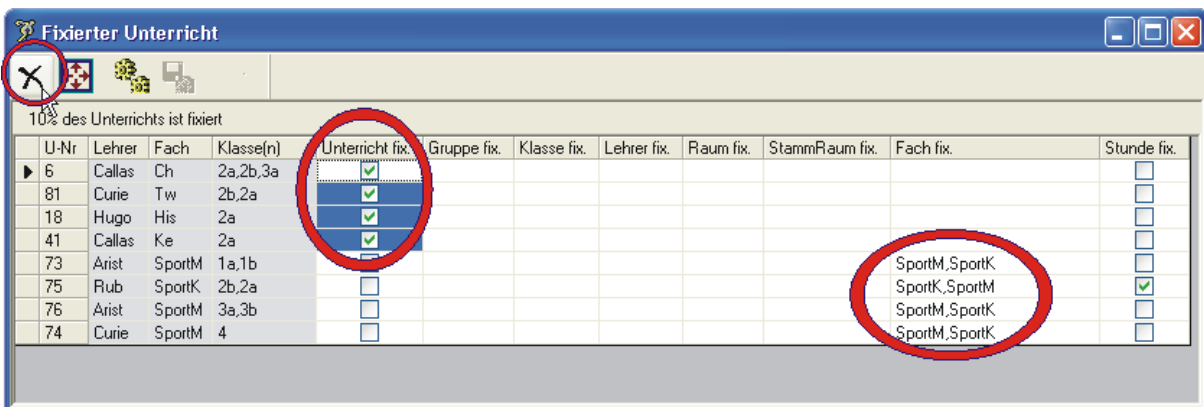 Fixierter Unterricht
10% des Unterrichts ist fixiert
U-Nr Lehrer Fach Klasse(n) Unterricht fix. Gruppe fix. Klasse fix. Lehrer fix. Raum fix. StammRaum fix. Fach fix. Stunde fix.
6 Callas Ch 2a,2b,3a
81 Curie Tw 2b,2a
18 Hugo His 2a
41 Callas Ke 2a
73 Arist SportM 1a,1b SportM,SportK
75 Rub SportK 2b,2a SportK,SportM
76 Arist SportM 3a,3b SportM,SportK
74 Curie SportM 4 SportM,SportK